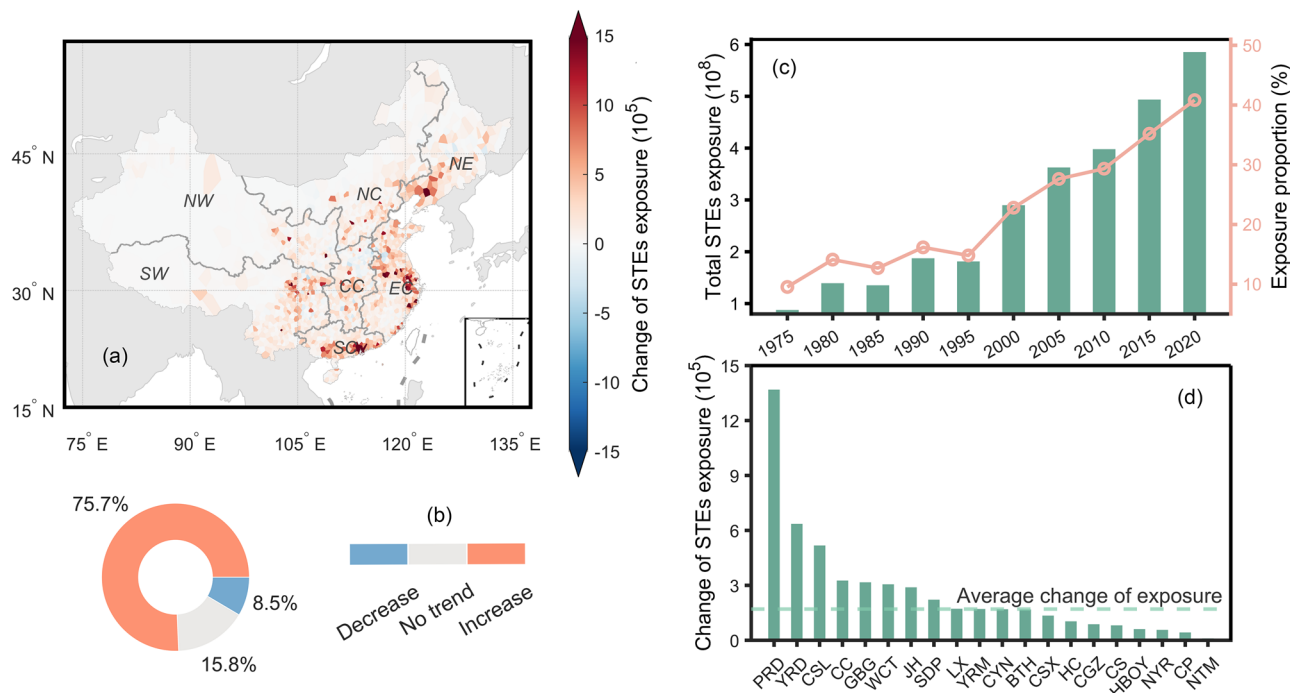 15
10
5
0
-5
-10
-15
Change of STEs exposure (10⁵)
45° N
30° N
15° N
75° E
90° E
105° E
120° E
135° E
NE
NC
NW
SW
CC
EC
SC
(a)
75.7%
8.5%
15.8%
(b)
Decrease
No trend
Increase
(c)
Total STEs exposure (10⁸)
6
5
4
3
2
1
Exposure proportion (%)
50
40
30
20
10
1975
1980
1985
1990
1995
2000
2005
2010
2015
2020
(d)
Change of STEs exposure (10⁵)
15
12
9
6
3
0
Average change of exposure
PRD
YRD
CSL
CC
GBG
WCT
JH
SDP
LX
YRM
CYN
BTH
CSX
HC
CGZ
CS
HBOY
NYR
CP
NTM